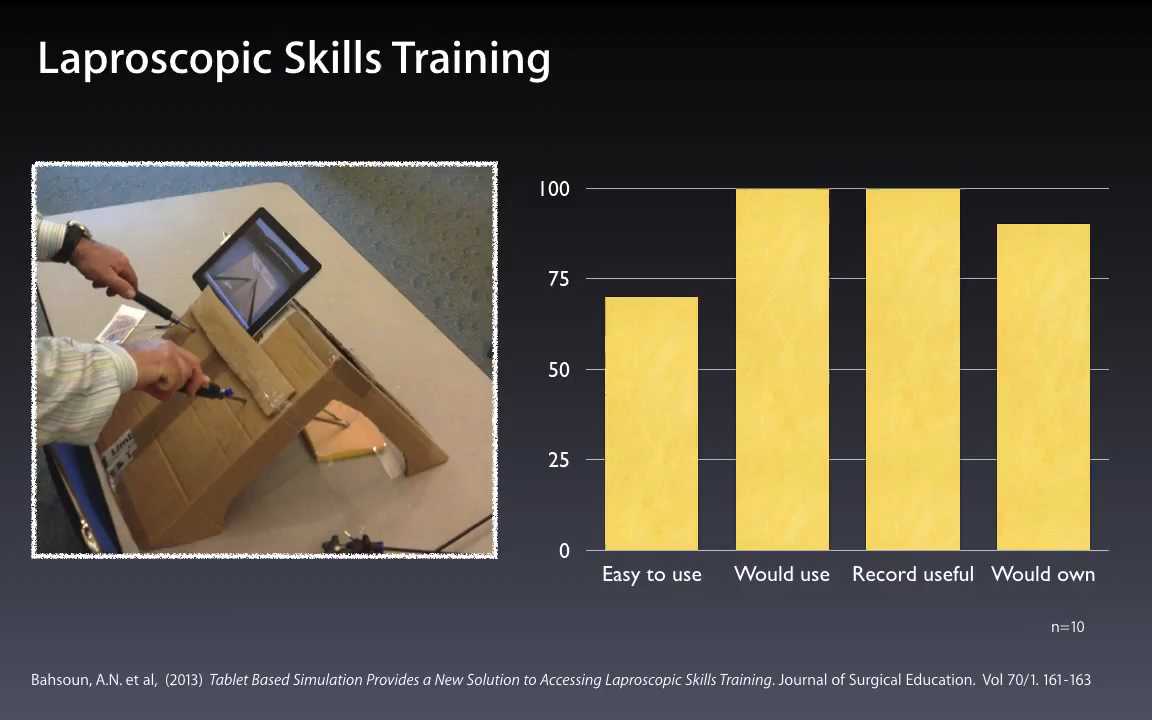 Laproscopic Skills Training
100
75
50
25
0
Easy to use Would use Record useful Would own
n=10
Bahsoun, A.N. et al, (2013) Tablet Based Simulation Provides a New Solution to Accessing Laproscopic Skills Training. Journal of Surgical Education. Vol 70/1. 161-163